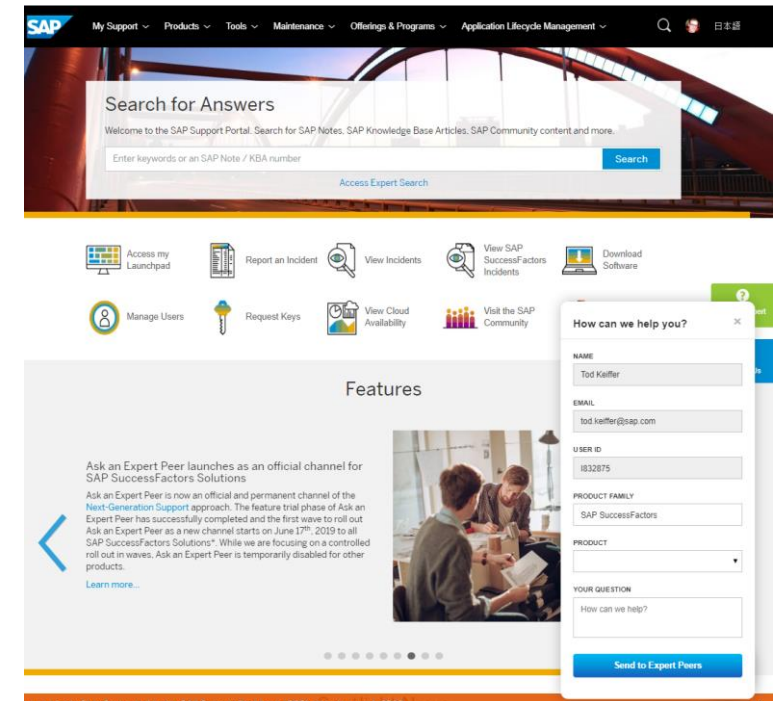 SAP
My Support
Products
Tools
Maintenance
Offerings & Programs
Application Lifecycle Management
日本語
Search for Answers
Welcome to the SAP Support Portal. Search for SAP Notes, SAP Knowledge Base Articles, SAP Community content and more.
Enter keywords or an SAP Note / KBA number
Search
Access Expert Search
Access my
Launchpad
Report an Incident
View Incidents
View SAP
SuccessFactors
Incidents
Download
Software
Manage Users
Request Keys
View Cloud
Availability
Visit the SAP
Community
Features
Ask an Expert Peer launches as an official channel for
SAP SuccessFactors Solutions
Ask an Expert Peer is now an official and permanent channel of the
Next-Generation Support approach. The feature trial phase of Ask an
Expert Peer has successfully completed and the first wave to roll out
Ask an Expert Peer as a new channel starts on June 17th, 2019 to all
SAP SuccessFactors Solutions*. While we are focusing on a controlled
roll out in waves, Ask an Expert Peer is temporarily disabled for other
products.
Learn more...
How can we help you?
NAME
Tod Keiffer
EMAIL
tod.keiffer@sap.com
USER ID
I832875
PRODUCT FAMILY
SAP SuccessFactors
PRODUCT
YOUR QUESTION
How can we help?
Send to Expert Peers